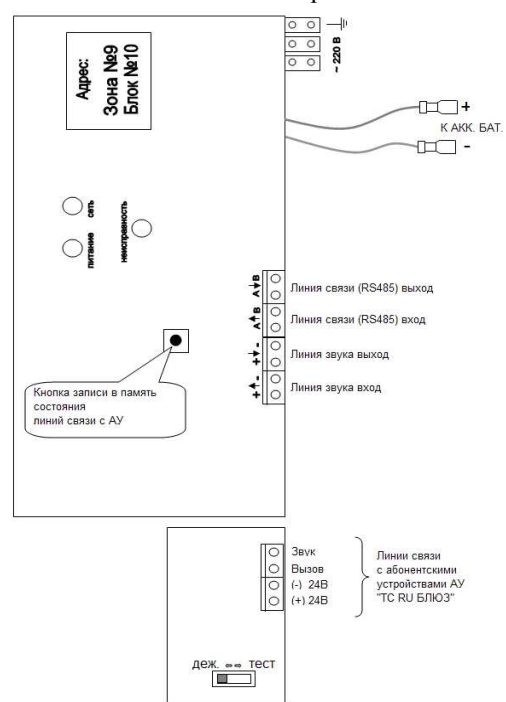 Адрес:
Зона №9
Блок №10
~ 220 В
+
К АКК. БАТ.
-
сеть
питание
неисправность
А В
Линия связи (RS485) выход
А В
Линия связи (RS485) вход
+ -
Линия звука выход
+ -
Линия звука вход
Кнопка записи в память
состояния
линий связи с АУ
Звук
Вызов
(-) 24В
(+) 24В
Линии связи
с абонентскими
устройствами АУ
"ТС RU БЛЮЗ"
деж. ⇦⇨ тест